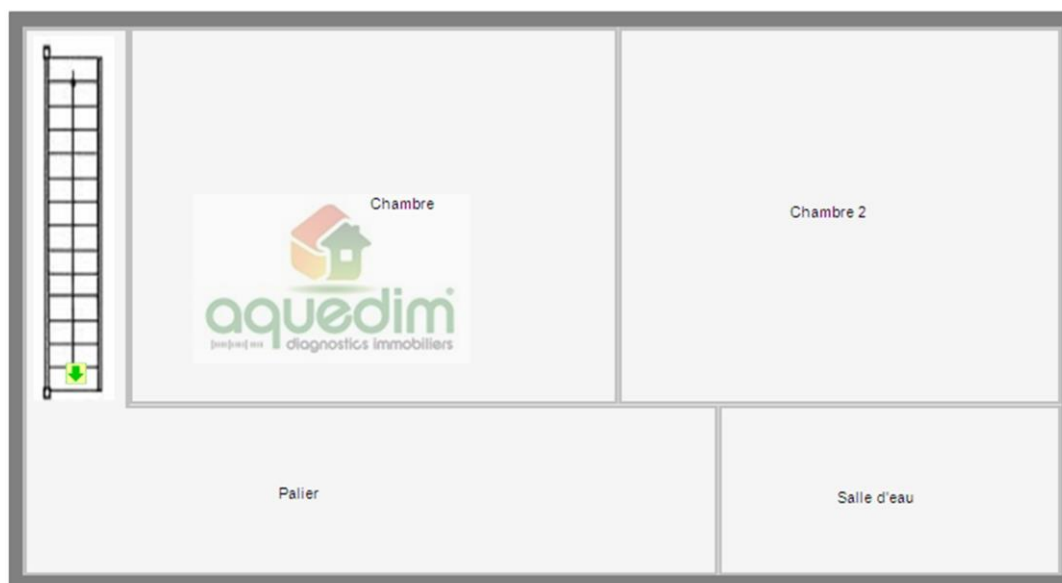 Chambre
Chambre 2
aquedim
diagnostics immobiliers
Palier
Salle d'eau